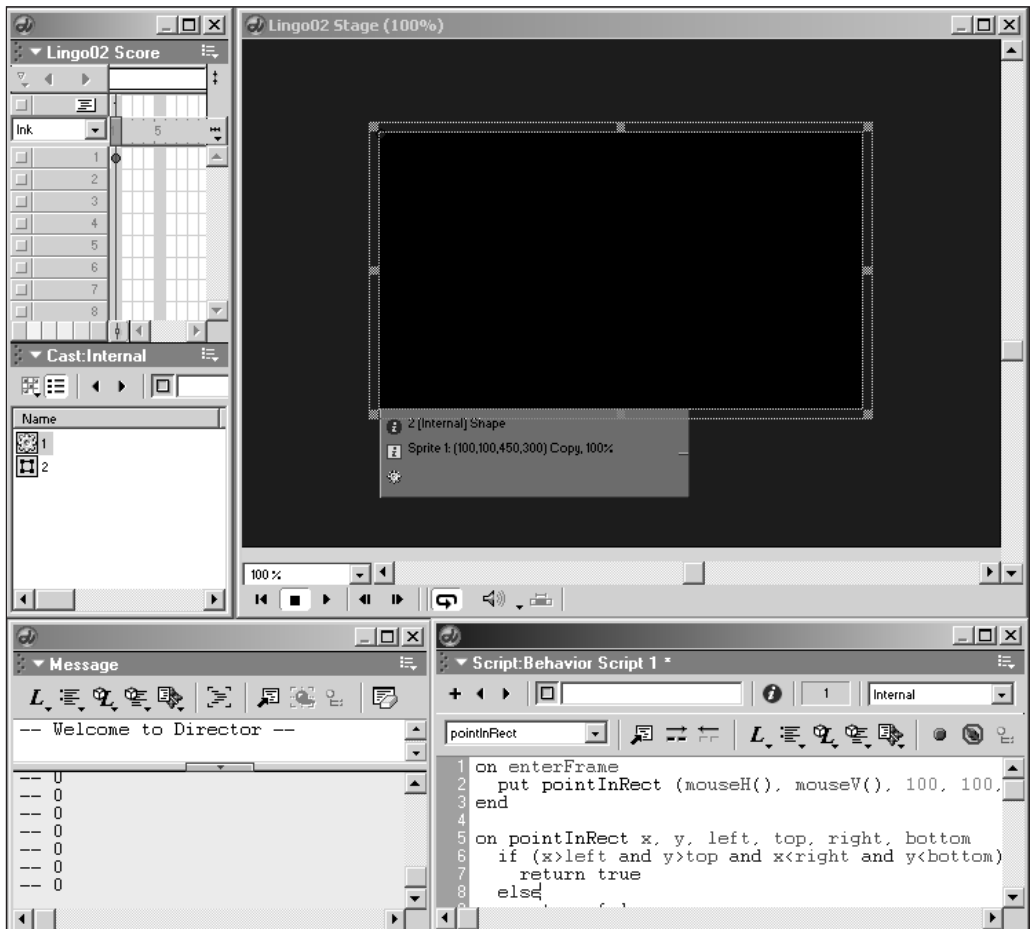 Lingo02 Score
Ink
5
1
2
3
4
5
6
7
8
Cast:Internal
Name
1
2
Lingo02 Stage (100%)
2 (Internal) Shape
Sprite 1: (100,100,450,300) Copy, 100%
100%
Message
L
-- Welcome to Director --
-- 0
-- 0
-- 0
-- 0
-- 0
-- 0
-- 0
Script:Behavior Script 1 *
1
Internal
pointInRect
L
1 on enterFrame
2 put pointInRect (mouseH(), mouseV(), 100, 100,
3 end
4
5 on pointInRect x, y, left, top, right, bottom
6 if (x>left and y>top and x<right and y<bottom)
7 return true
8 else